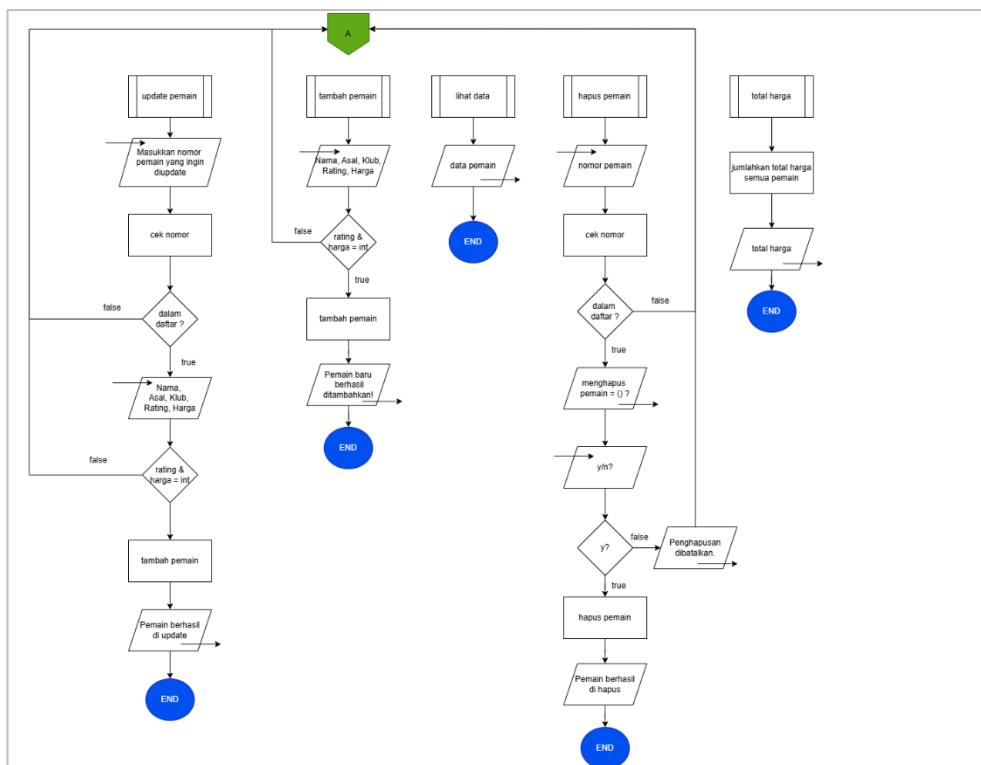 A
update pemain
Masukkan nomor
pemain yang ingin
diupdate
cek nomor
false
dalam
daftar ?
true
Nama,
Asal, Klub,
Rating, Harga
false
rating &
harga = int
tambah pemain
Pemain berhasil
di update
END
tambah pemain
Nama, Asal, Klub,
Rating, Harga
false
rating &
harga = int
true
tambah pemain
Pemain baru
berhasil
ditambahkan!
END
lihat data
data pemain
END
hapus pemain
nomor pemain
cek nomor
dalam
daftar ?
false
true
menghapus
pemain = () ?
y/n?
y?
false
Penghapusan
dibatalkan.
true
hapus pemain
Pemain berhasil
di hapus
END
total harga
jumlahkan total harga
semua pemain
total harga
END